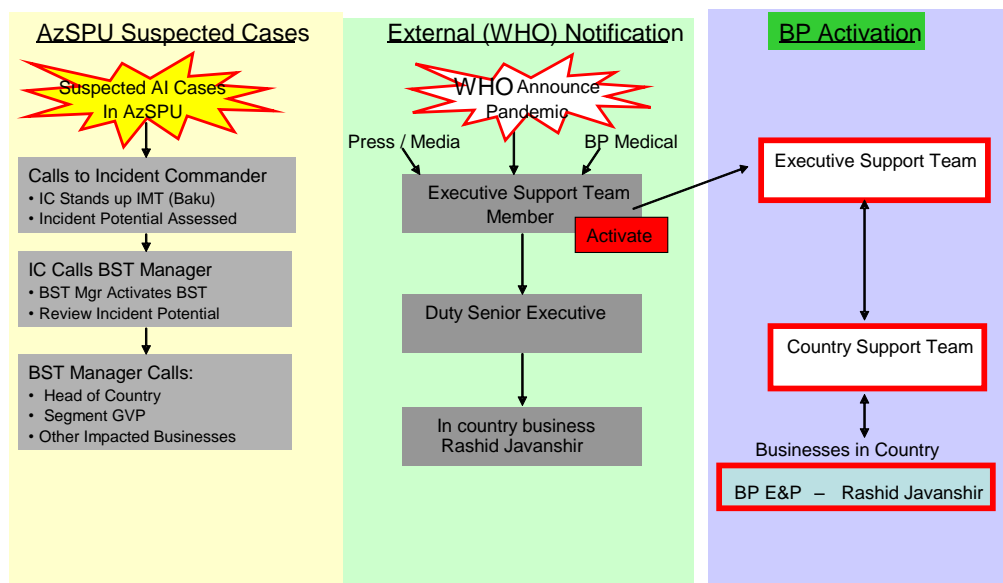 AzSPU Suspected Cases
Suspected AI Cases
In AzSPU
Calls to Incident Commander
• IC Stands up IMT (Baku)
• Incident Potential Assessed
IC Calls BST Manager
• BST Mgr Activates BST
• Review Incident Potential
BST Manager Calls:
• Head of Country
• Segment GVP
• Other Impacted Businesses
External (WHO) Notification
WHO Announce
Pandemic
Press / Media
BP Medical
Executive Support Team
Member
Activate
Duty Senior Executive
In country business
Rashid Javanshir
BP Activation
Executive Support Team
Country Support Team
Businesses in Country
BP E&P – Rashid Javanshir